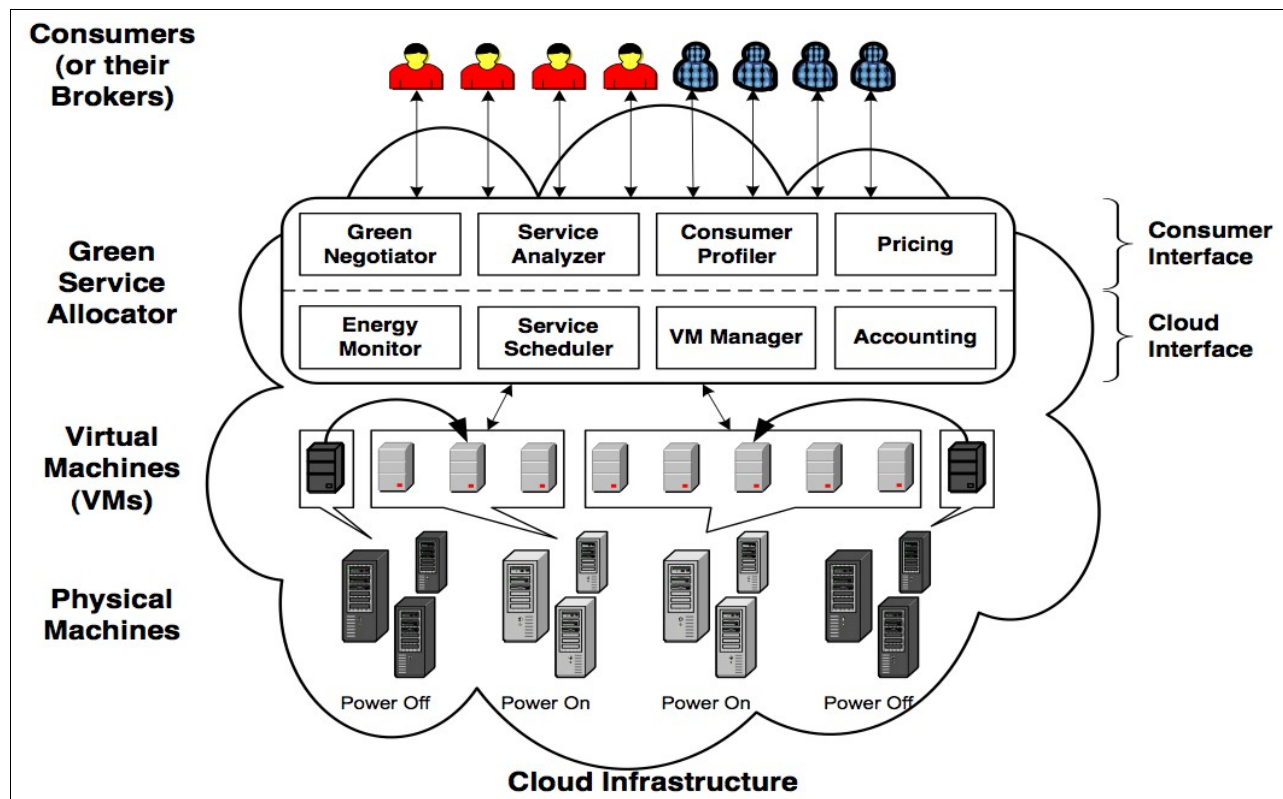 Consumers
(or their
Brokers)
Green
Service
Allocator
Green
Negotiator
Service
Analyzer
Consumer
Profiler
Pricing
Consumer
Interface
Energy
Monitor
Service
Scheduler
VM Manager
Accounting
Cloud
Interface
Virtual
Machines
(VMs)
Physical
Machines
Power Off
Power On
Power On
Power Off
Cloud Infrastructure